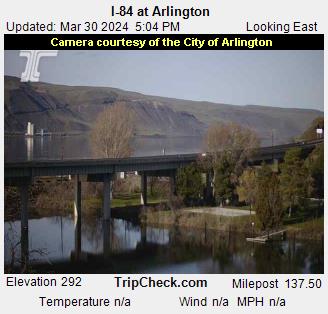 I-84 at Arlington
Updated: Mar 30 2024 5:04 PM Looking East
Camera courtesy of the City of Arlington
Elevation 292 TripCheck.com Milepost 137.50
Temperature n/a Wind n/a MPH n/a